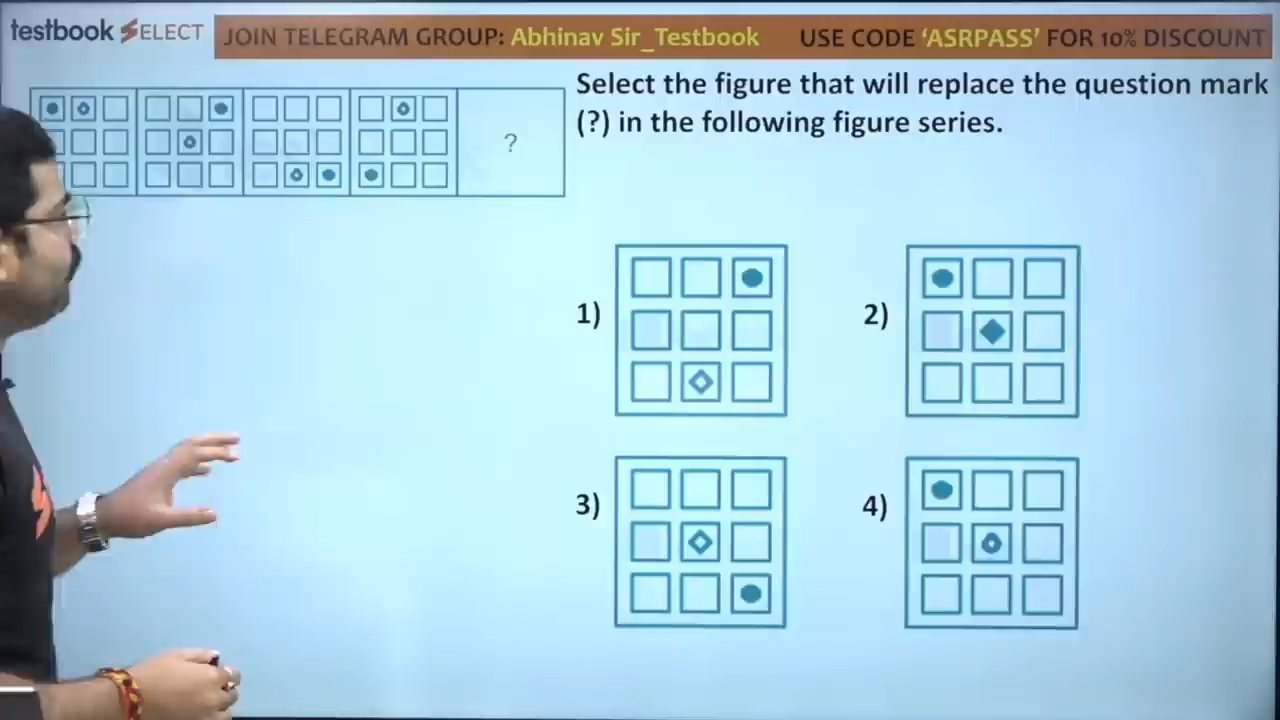 testbook SELECT
JOIN TELEGRAM GROUP: Abhinav Sir_Testbook USE CODE 'ASRPASS' FOR 10% DISCOUNT
Select the figure that will replace the question mark
(?) in the following figure series.
?
1)
2)
3)
4)